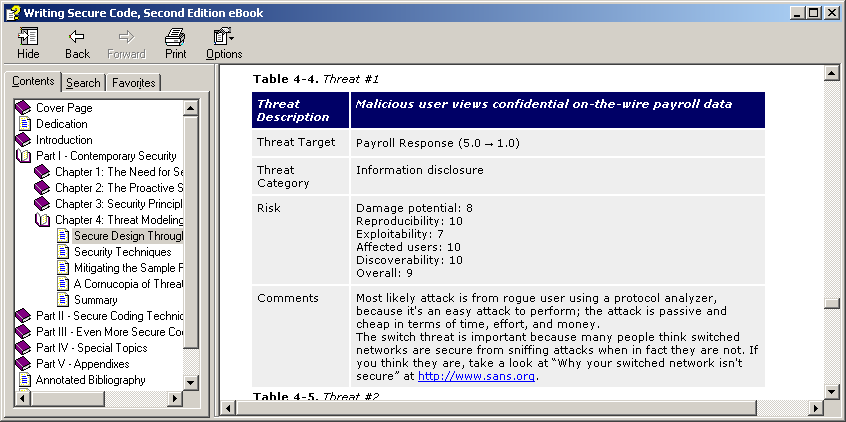 Writing Secure Code, Second Edition eBook
Hide
Back
Forward
Print
Options
Contents
Search
Favorites
Cover Page
Dedication
Introduction
Part I - Contemporary Security
Chapter 1: The Need for Se
Chapter 2: The Proactive S
Chapter 3: Security Principl
Chapter 4: Threat Modeling
Secure Design Through
Security Techniques
Mitigating the Sample P
A Cornucopia of Threat
Summary
Part II - Secure Coding Techni
Part III - Even More Secure Co
Part IV - Special Topics
Part V - Appendixes
Annotated Bibliography
Table 4-4. Threat #1
Threat Description
Malicious user views confidential on-the-wire payroll data
Threat Target
Payroll Response (5.0 → 1.0)
Threat Category
Information disclosure
Risk
Damage potential: 8
Reproducibility: 10
Exploitability: 7
Affected users: 10
Discoverability: 10
Overall: 9
Comments
Most likely attack is from rogue user using a protocol analyzer,
because it's an easy attack to perform; the attack is passive and
cheap in terms of time, effort, and money.
The switch threat is important because many people think switched
networks are secure from sniffing attacks when in fact they are not. If
you think they are, take a look at “Why your switched network isn't
secure” at http://www.sans.org.
Table 4-5. Threat #2